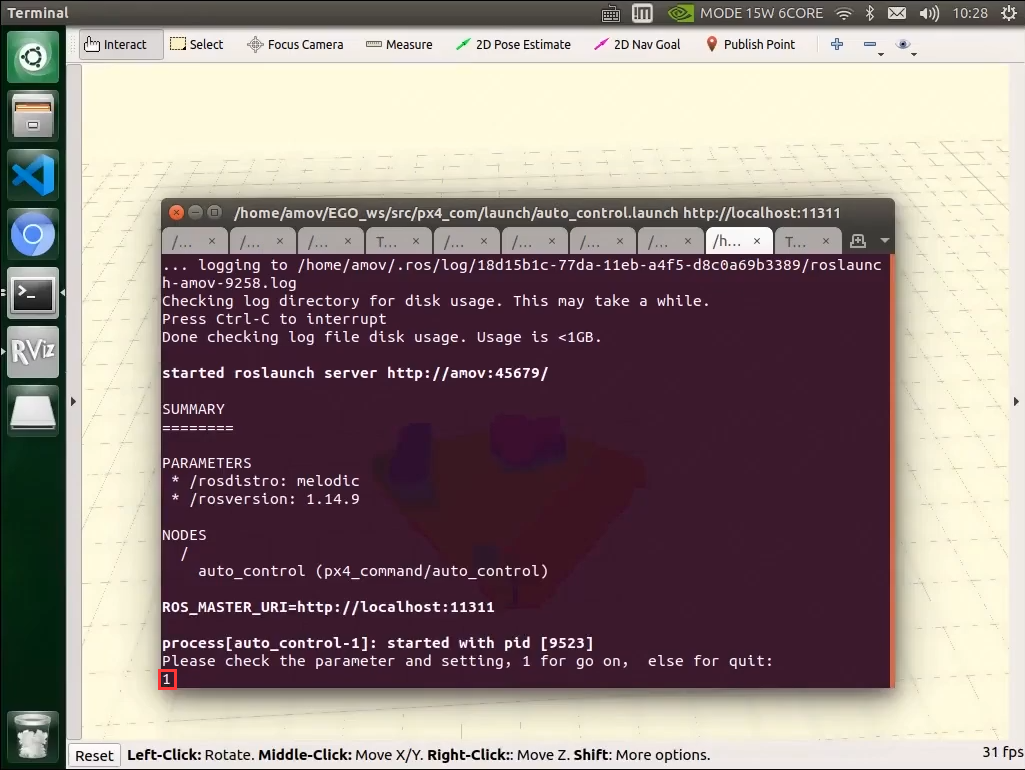 Terminal
MODE 15W 6CORE
10:28
Interact
Select
Focus Camera
Measure
2D Pose Estimate
2D Nav Goal
Publish Point
/home/amov/EGO_ws/src/px4_com/launch/auto_control.launch http://localhost:11311
/... × /... × /... × T... × /... × /... × /... × /... × /h... × T... ×
... logging to /home/amov/.ros/log/18d15b1c-77da-11eb-a4f5-d8c0a69b3389/roslaunc
h-amov-9258.log
Checking log directory for disk usage. This may take a while.
Press Ctrl-C to interrupt
Done checking log file disk usage. Usage is <1GB.
started roslaunch server http://amov:45679/
SUMMARY
========
PARAMETERS
* /rosdistro: melodic
* /rosversion: 1.14.9
NODES
/
auto_control (px4_command/auto_control)
ROS_MASTER_URI=http://localhost:11311
process[auto_control-1]: started with pid [9523]
Please check the parameter and setting, 1 for go on,  else for quit:
1
RViz
Reset
Left-Click: Rotate. Middle-Click: Move X/Y. Right-Click:: Move Z. Shift: More options.
31 fps